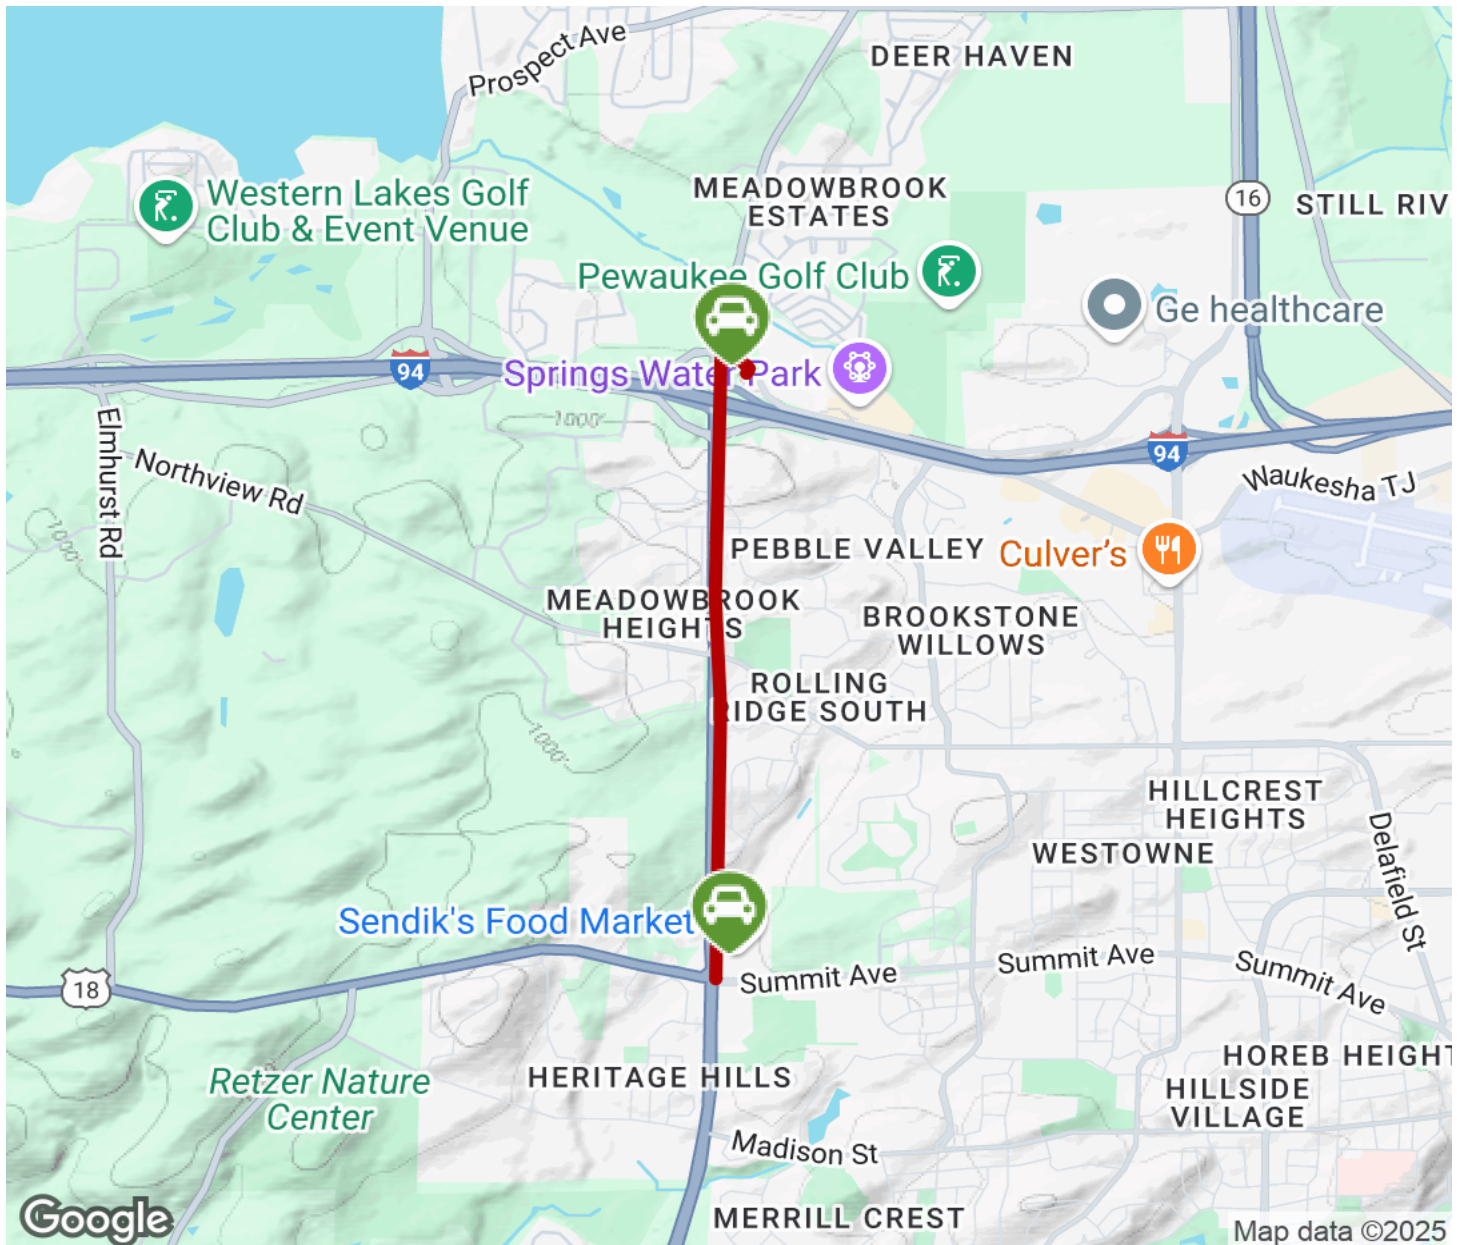 Prospect Ave
DEER HAVEN
Western Lakes Golf
Club & Event Venue
MEADOWBROOK
ESTATES
16
STILL RIV
Pewaukee Golf Club
Ge healthcare
94
Springs Water Park
1000'
Elmhurst Rd
Northview Rd
94
Waukesha TJ
1000'
PEBBLE VALLEY
Culver's
MEADOWBROOK
HEIGHTS
BROOKSTONE
WILLOWS
ROLLING
RIDGE SOUTH
1000'
HILLCREST
HEIGHTS
WESTOWNE
Delafield St
Sendik's Food Market
18
Summit Ave
Summit Ave
Summit Ave
Retzer Nature
Center
HERITAGE HILLS
HOREB HEIGHT
HILLSIDE
VILLAGE
Madison St
MERRILL CREST
Google
Map data ©2025